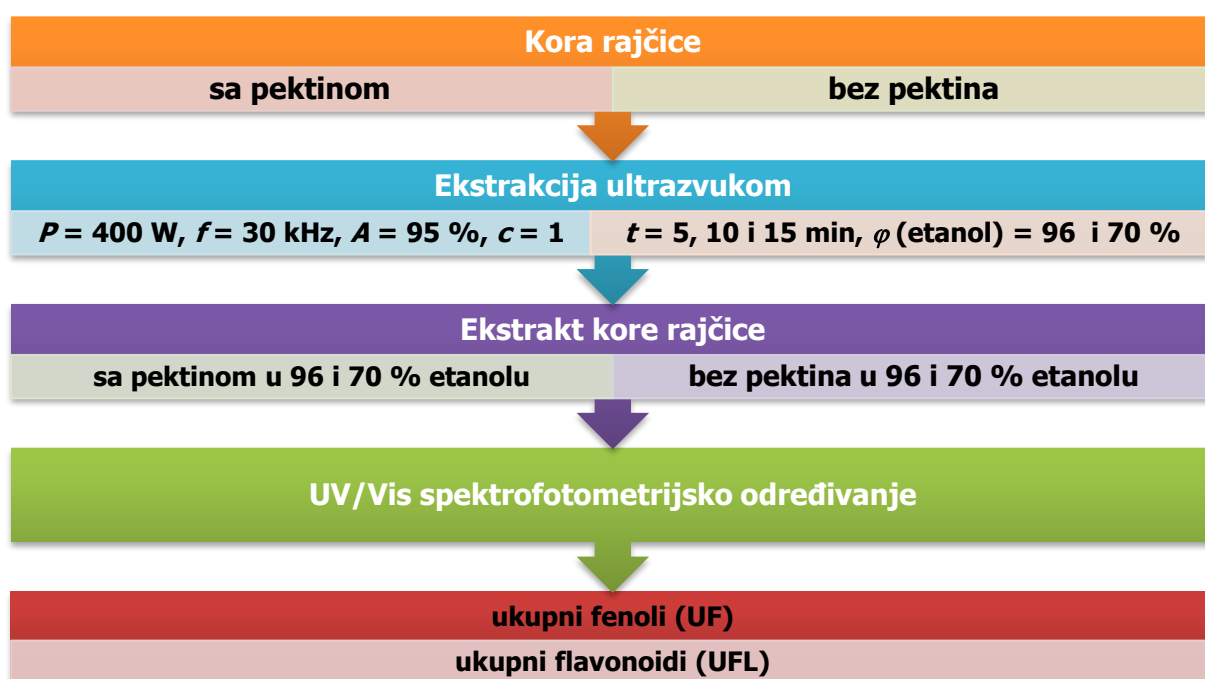 Kora rajčice
sa pektinom
bez pektina
Ekstrakcija ultrazvukom
P = 400 W, f = 30 kHz, A = 95 %, c = 1
t = 5, 10 i 15 min, φ (etanol) = 96 i 70 %
Ekstrakt kore rajčice
sa pektinom u 96 i 70 % etanolu
bez pektina u 96 i 70 % etanolu
UV/Vis spektrofotometrijsko određivanje
ukupni fenoli (UF)
ukupni flavonoidi (UFL)